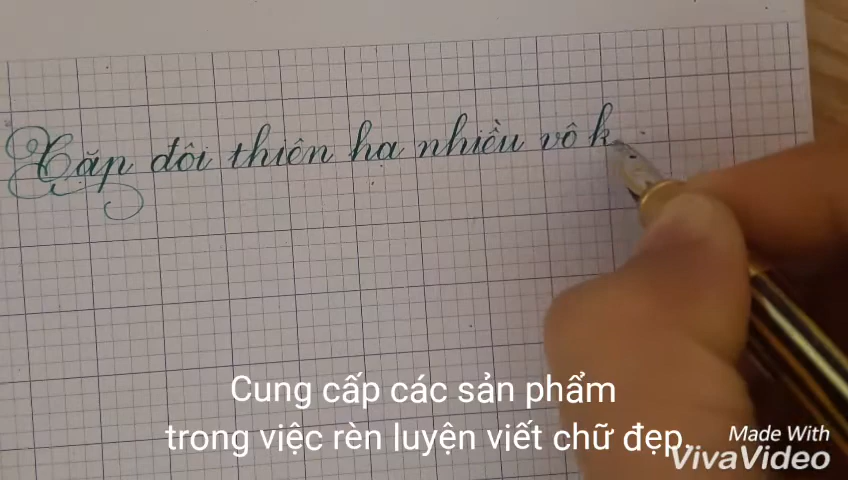 Cặp đôi thiên hạ nhiều vô k
Cung cấp các sản phẩm
trong việc rèn luyện viết chữ đẹp.
Made With
VivaVideo